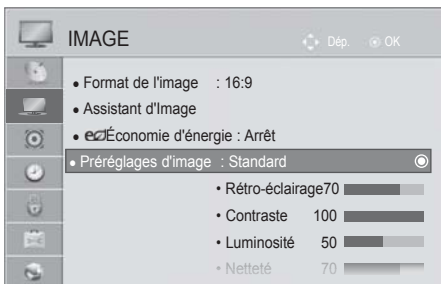 IMAGE
Dép. OK
• Format de l'image : 16:9
• Assistant d'Image
• eco Économie d'énergie : Arrêt
• Préréglages d'image : Standard
• Rétro-éclairage70
• Contraste 100
• Luminosité 50
• Netteté 70